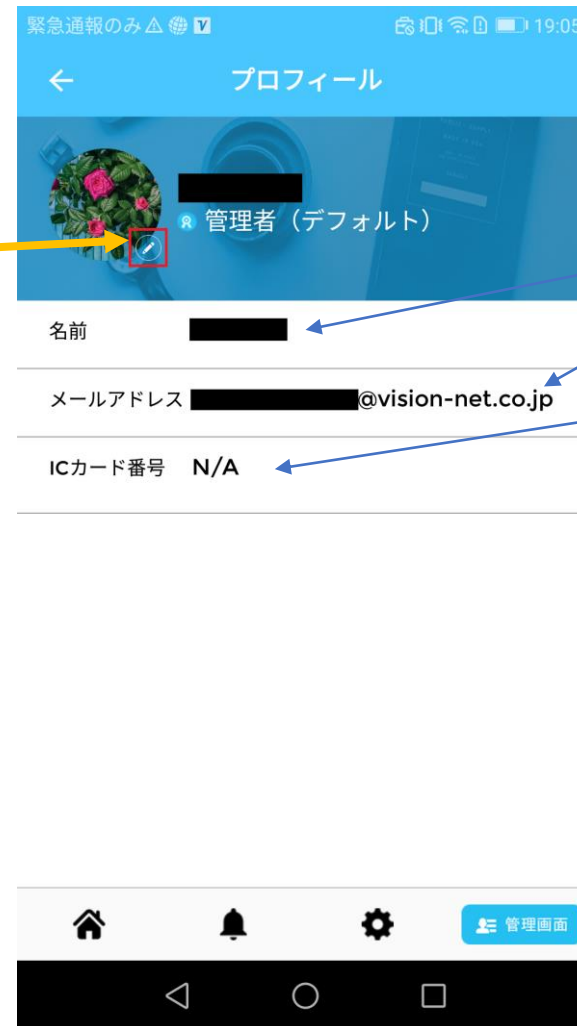 緊急通報のみ
19:05
プロフィール
管理者（デフォルト）
名前
メールアドレス @vision-net.co.jp
ICカード番号 N/A
管理画面